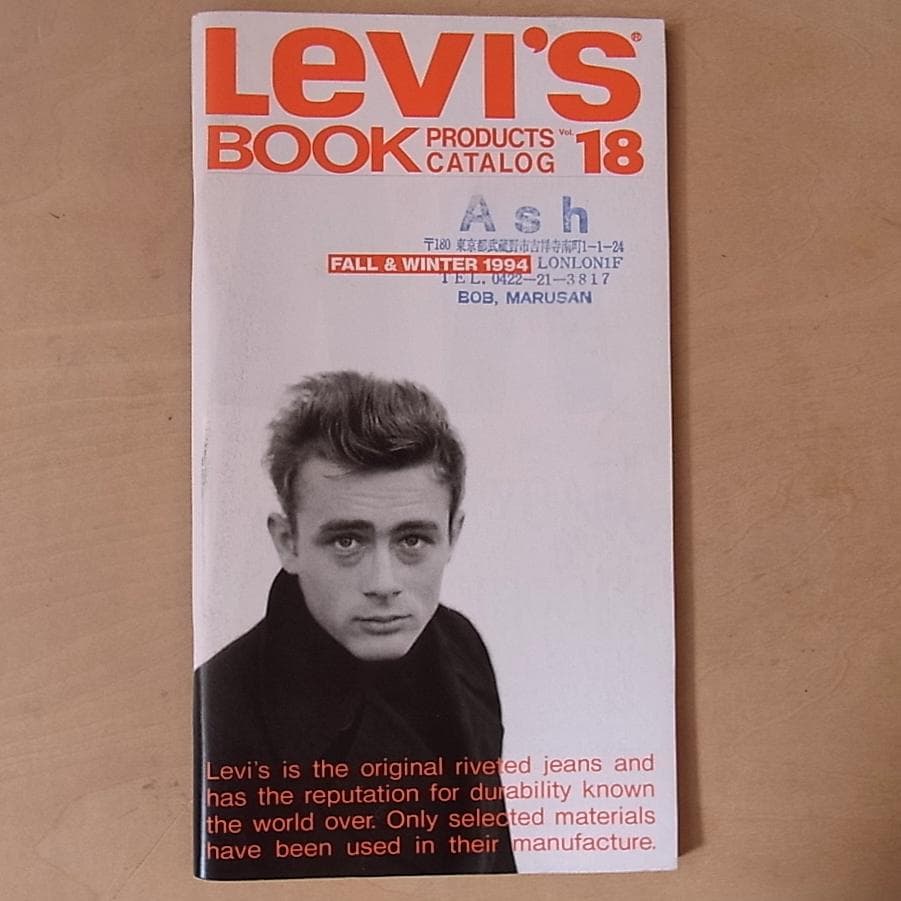 Levi's®
BOOK PRODUCTS CATALOG Vol. 18
Ash
〒180 東京都武蔵野市吉祥寺南町1-1-24
FALL & WINTER 1994 LONLON1F
TEL. 0422-21-3817
BOB, MARUSAN
Levi's is the original riveted jeans and
has the reputation for durability known
the world over. Only selected materials
have been used in their manufacture.